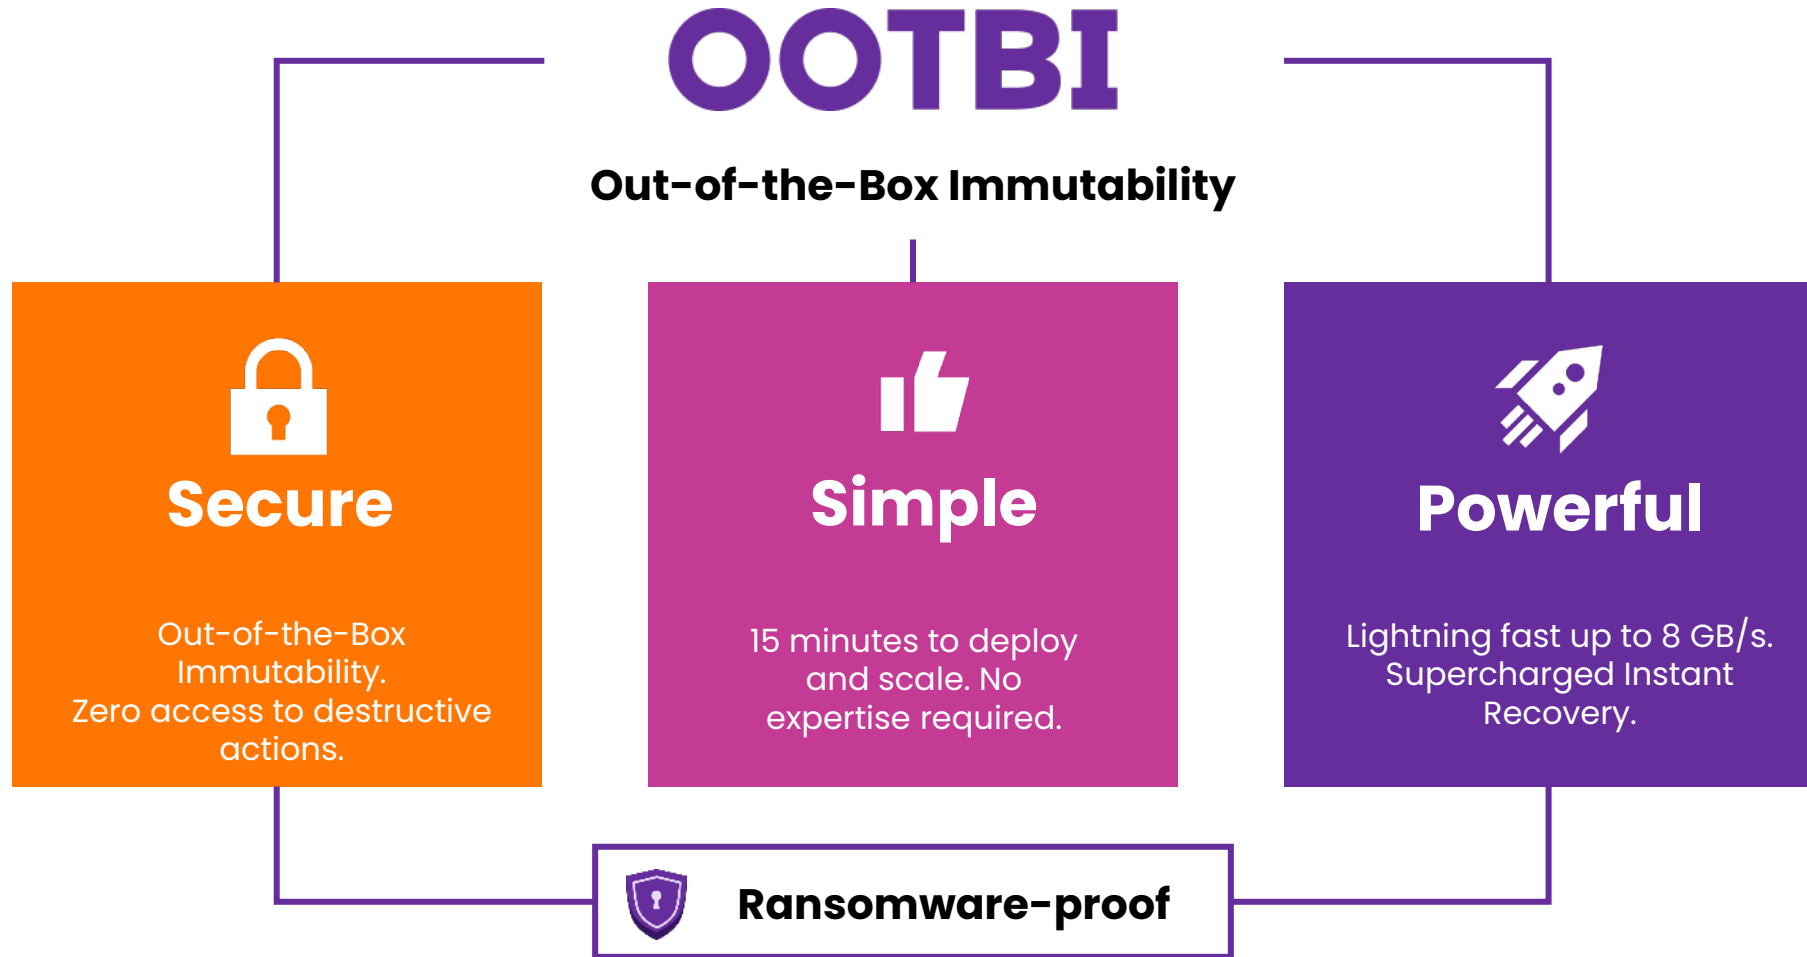 OOTBI
Out-of-the-Box Immutability
Secure
Out-of-the-Box
Immutability.
Zero access to destructive
actions.
Simple
15 minutes to deploy
and scale. No
expertise required.
Powerful
Lightning fast up to 8 GB/s.
Supercharged Instant
Recovery.
Ransomware-proof